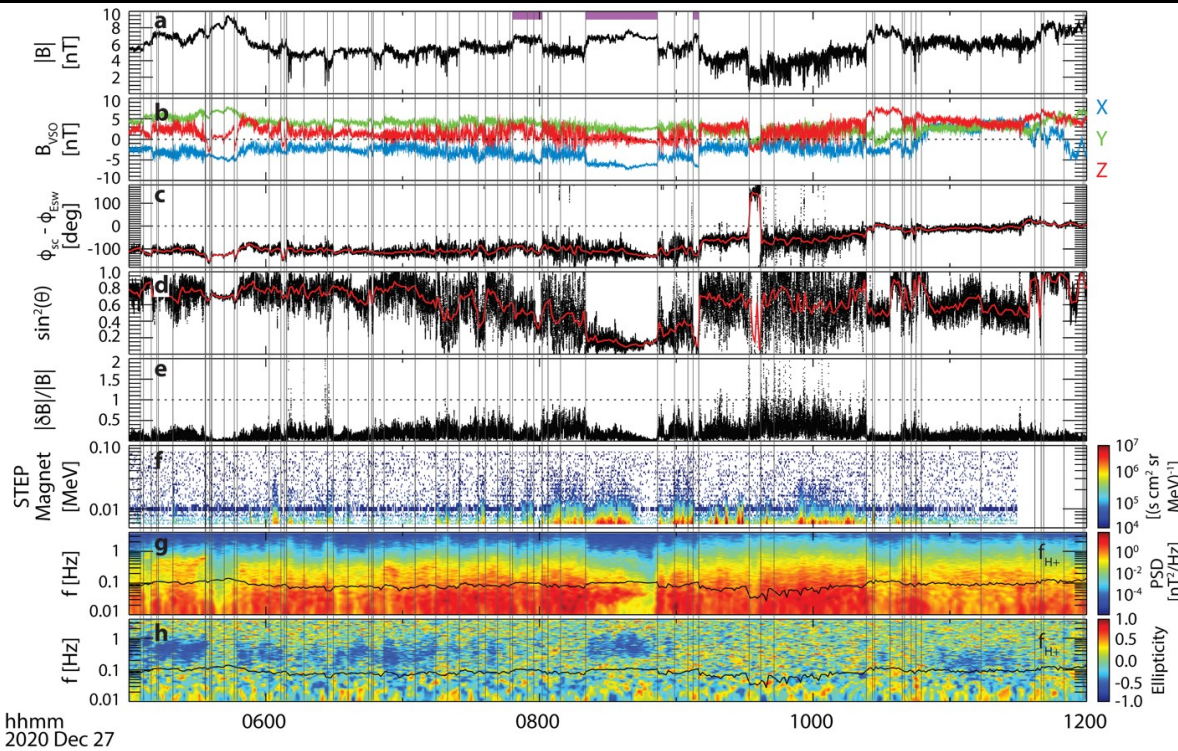 a
10
8
6
4
2
|B|
[nT]
b
10
5
0
-5
-10
B_VSO
[nT]
X
Y
Z
c
100
0
-100
ϕ_sc - ϕ_Esw
[deg]
d
1.0
0.8
0.6
0.4
0.2
sin²(θ)
e
2
1.5
1
0.5
|δB|/|B|
f
0.10
0.01
STEP
Magnet
[MeV]
10⁷
10⁶
10⁵
10⁴
[(s cm² sr
MeV)⁻¹]
g
1
0.1
0.01
f [Hz]
f_H+
10⁰
10⁻²
10⁻⁴
PSD
[nT²/Hz]
h
1
0.1
0.01
f [Hz]
f_H+
1.0
0.5
0.0
-0.5
-1.0
Ellipticity
hhmm 0600 0800 1000 1200
2020 Dec 27